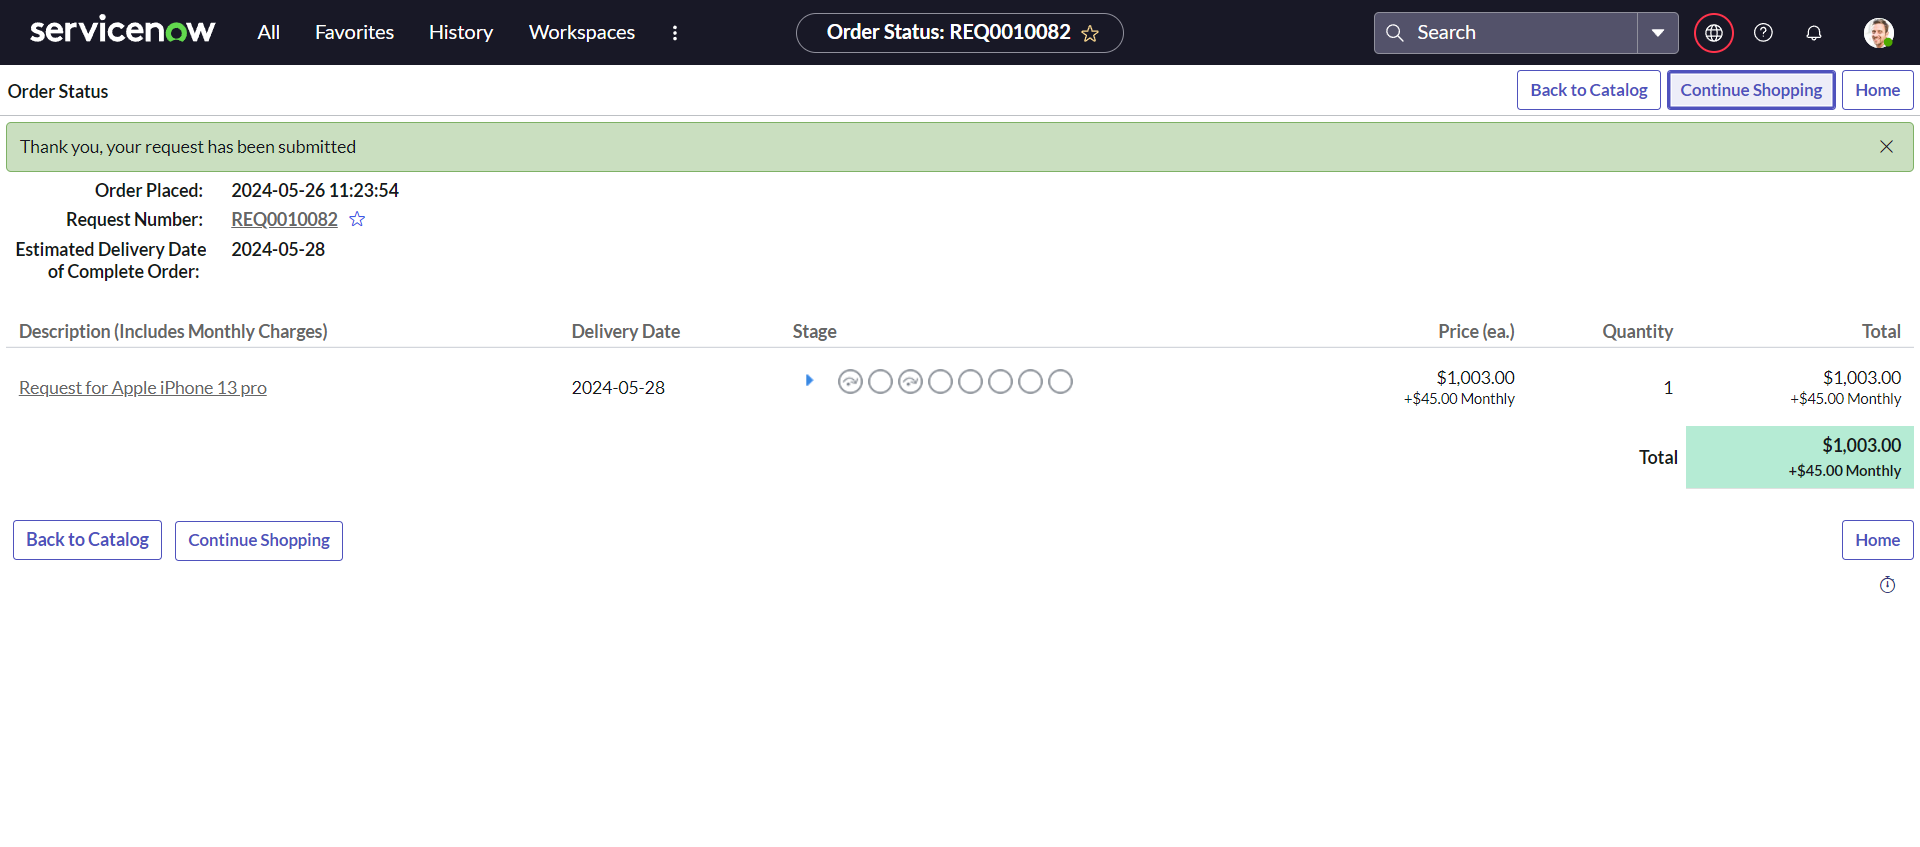 servicenow All Favorites History Workspaces Order Status: REQ0010082 Search
Order Status Back to Catalog Continue Shopping Home
Thank you, your request has been submitted
Order Placed: 2024-05-26 11:23:54
Request Number: REQ0010082
Estimated Delivery Date 2024-05-28
of Complete Order:
Description (Includes Monthly Charges) Delivery Date Stage Price (ea.) Quantity Total
Request for Apple iPhone 13 pro 2024-05-28 $1,003.00 1 $1,003.00
+$45.00 Monthly +$45.00 Monthly
Total $1,003.00
+$45.00 Monthly
Back to Catalog Continue Shopping Home